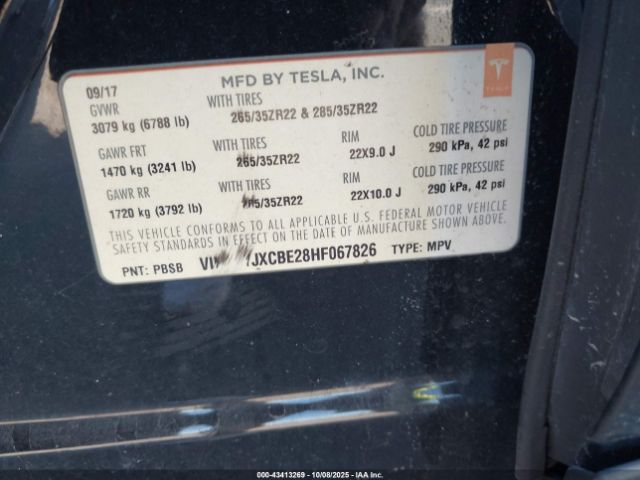 MFD BY TESLA, INC.
TESLA
09/17
GVWR
3079 kg (6788 lb)
WITH TIRES
265/35ZR22 & 285/35ZR22
GAWR FRT
1470 kg (3241 lb)
WITH TIRES
265/35ZR22
RIM
22X9.0 J
COLD TIRE PRESSURE
290 kPa, 42 psi
GAWR RR
1720 kg (3792 lb)
WITH TIRES
285/35ZR22
RIM
22X10.0 J
COLD TIRE PRESSURE
290 kPa, 42 psi
THIS VEHICLE CONFORMS TO ALL APPLICABLE U.S. FEDERAL MOTOR VEHICLE
SAFETY STANDARDS IN EFFECT ON THE DATE OF MANUFACTURE SHOWN ABOVE.
PNT: PBSB
JXCBE28HF067826
TYPE: MPV
000-43413269 - 10/08/2025 - IAA Inc.